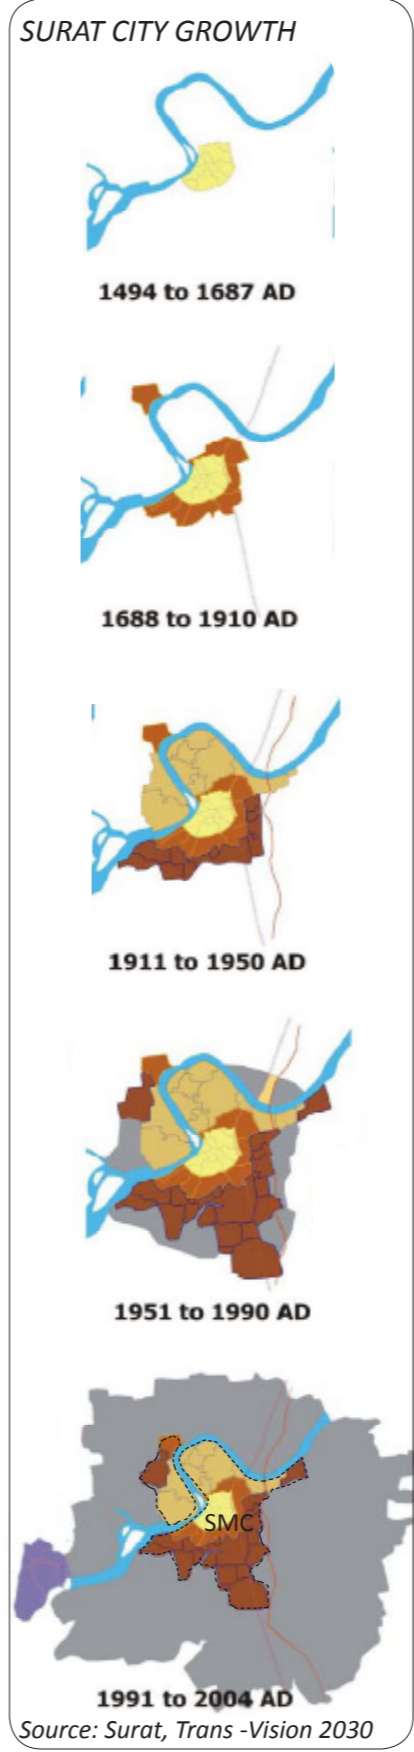 SURAT CITY GROWTH
1494 to 1687 AD
1688 to 1910 AD
1911 to 1950 AD
1951 to 1990 AD
SMC
1991 to 2004 AD
Source: Surat, Trans -Vision 2030